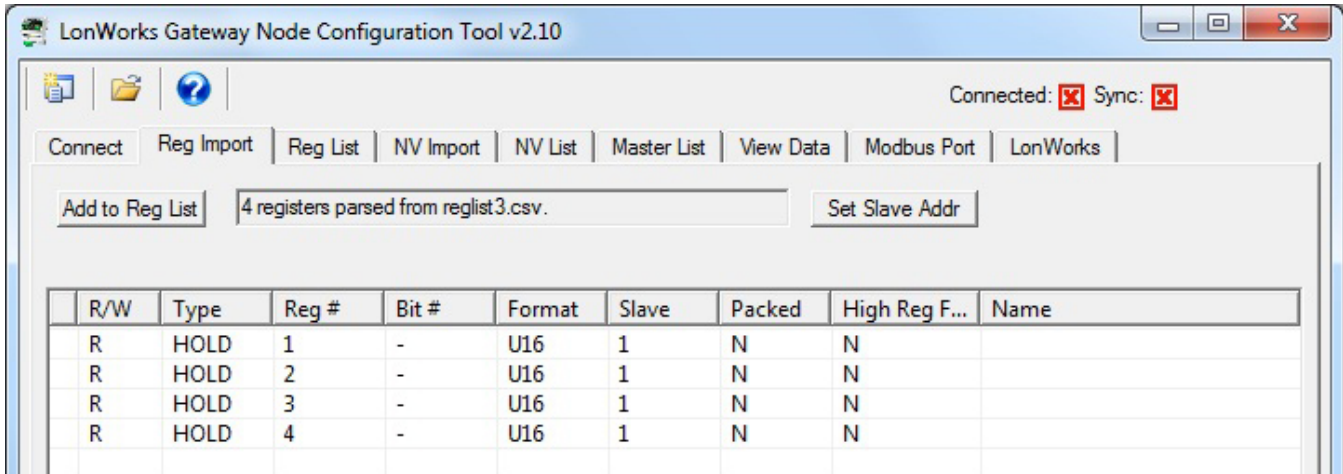 LonWorks Gateway Node Configuration Tool v2.10
Connected: Sync:
Connect Reg Import Reg List NV Import NV List Master List View Data Modbus Port LonWorks
Add to Reg List 4 registers parsed from reglist3.csv. Set Slave Addr
R/W Type Reg # Bit # Format Slave Packed High Reg F... Name
R HOLD 1 - U16 1 N N
R HOLD 2 - U16 1 N N
R HOLD 3 - U16 1 N N
R HOLD 4 - U16 1 N N